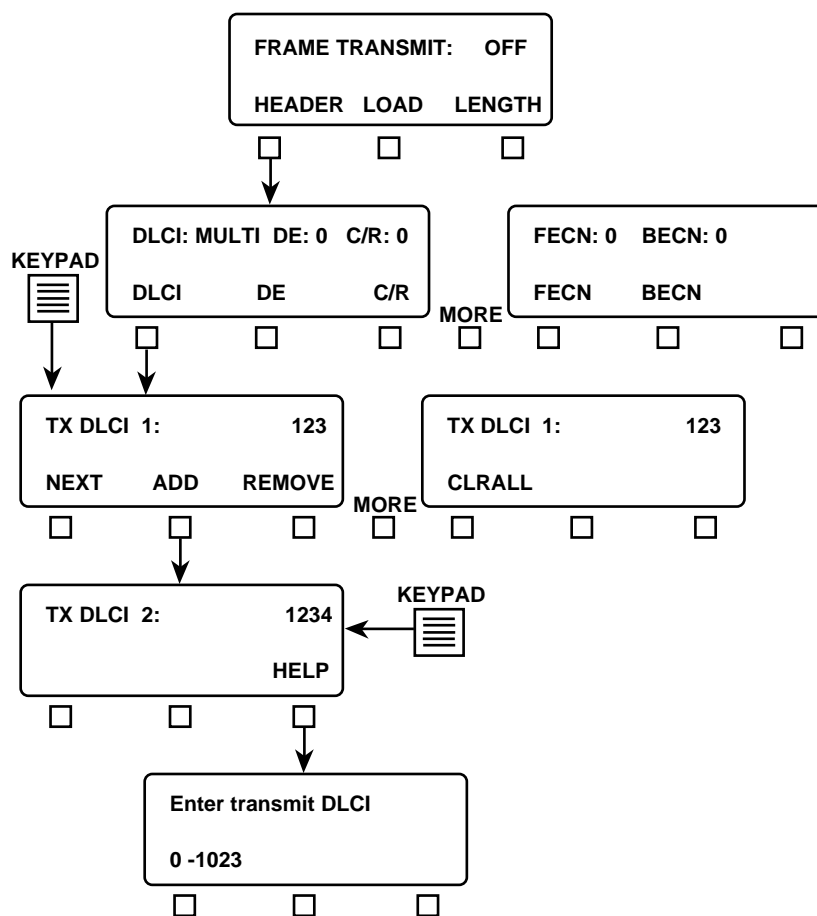 FRAME TRANSMIT: OFF
HEADER LOAD LENGTH
DLCI: MULTI DE: 0 C/R: 0
DLCI DE C/R
KEYPAD
MORE
FECN: 0 BECN: 0
FECN BECN
TX DLCI 1: 123
NEXT ADD REMOVE
MORE
TX DLCI 1: 123
CLRALL
TX DLCI 2: 1234
HELP
KEYPAD
Enter transmit DLCI
0 -1023